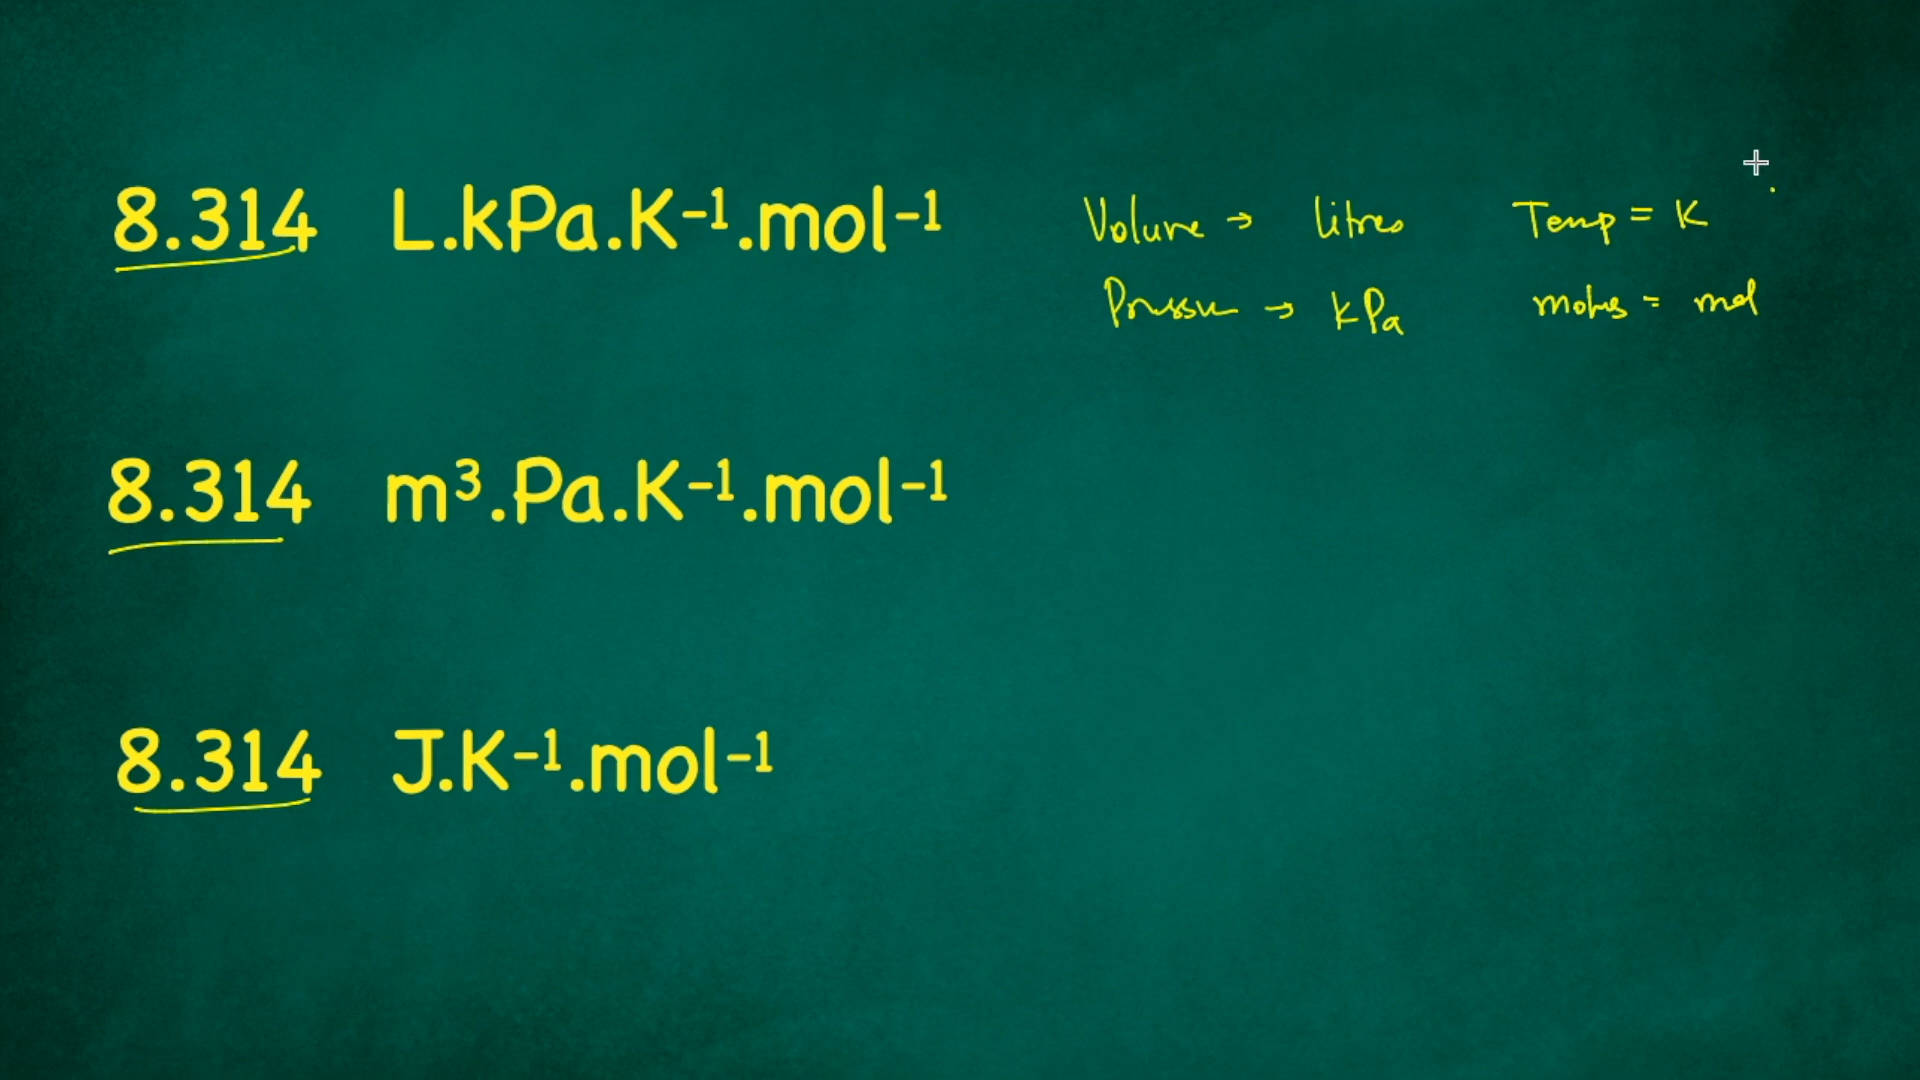 8.314 L.kPa.K⁻¹.mol⁻¹
Volume → litres Temp = K
Pressure → kPa moles = mol
8.314 m³.Pa.K⁻¹.mol⁻¹
8.314 J.K⁻¹.mol⁻¹